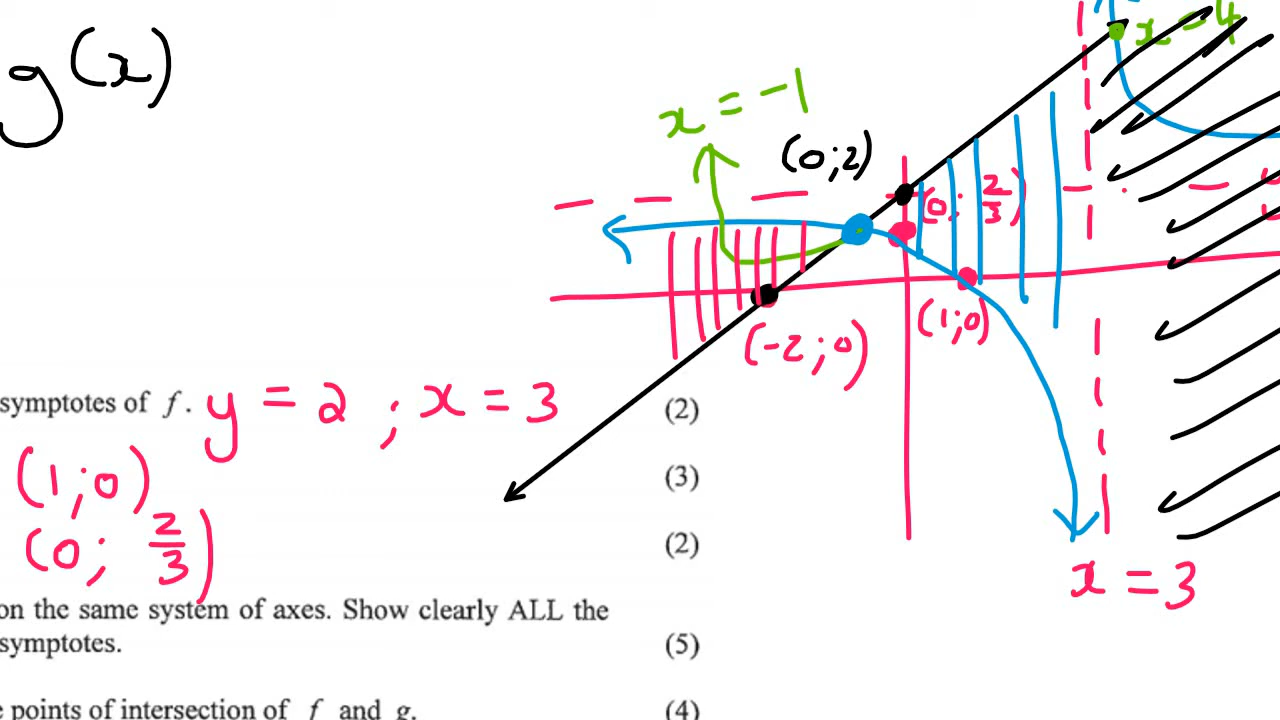 g(x)
x = 4
x = -1
(0;2)
(0; 2/3)
(-2;0)
(1;0)
symptotes of f. y = 2 ; x = 3 (2)
(1;0) (3)
(0; 2/3) (2)
x = 3
on the same system of axes. Show clearly ALL the
symptotes. (5)
points of intersection of f and g. (4)